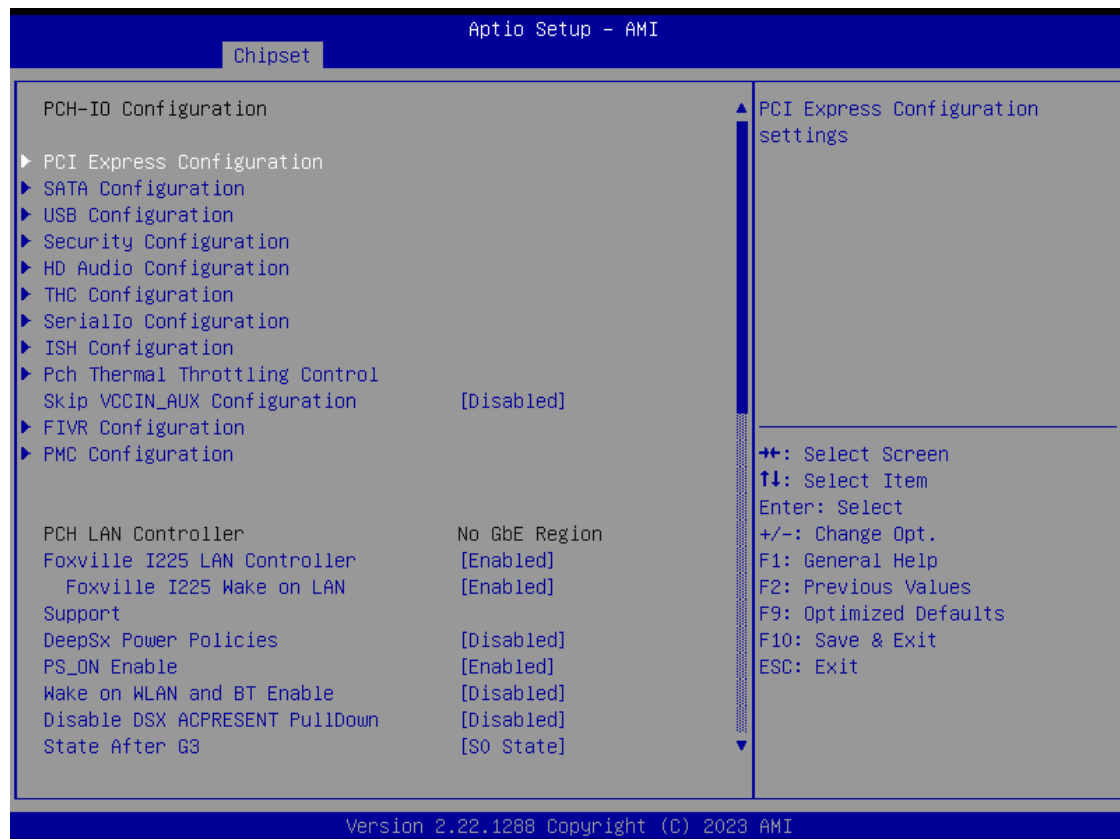 Aptio Setup – AMI
Chipset
PCH-IO Configuration
PCI Express Configuration
SATA Configuration
USB Configuration
Security Configuration
HD Audio Configuration
THC Configuration
SerialIo Configuration
ISH Configuration
Pch Thermal Throttling Control
Skip VCCIN_AUX Configuration [Disabled]
FIVR Configuration
PMC Configuration
PCH LAN Controller No GbE Region
Foxville I225 LAN Controller [Enabled]
Foxville I225 Wake on LAN [Enabled]
Support
DeepSx Power Policies [Disabled]
PS_ON Enable [Enabled]
Wake on WLAN and BT Enable [Disabled]
Disable DSX ACPRESENT PullDown [Disabled]
State After G3 [S0 State]
PCI Express Configuration
settings
→←: Select Screen
↑↓: Select Item
Enter: Select
+/-: Change Opt.
F1: General Help
F2: Previous Values
F9: Optimized Defaults
F10: Save & Exit
ESC: Exit
Version 2.22.1288 Copyright (C) 2023 AMI